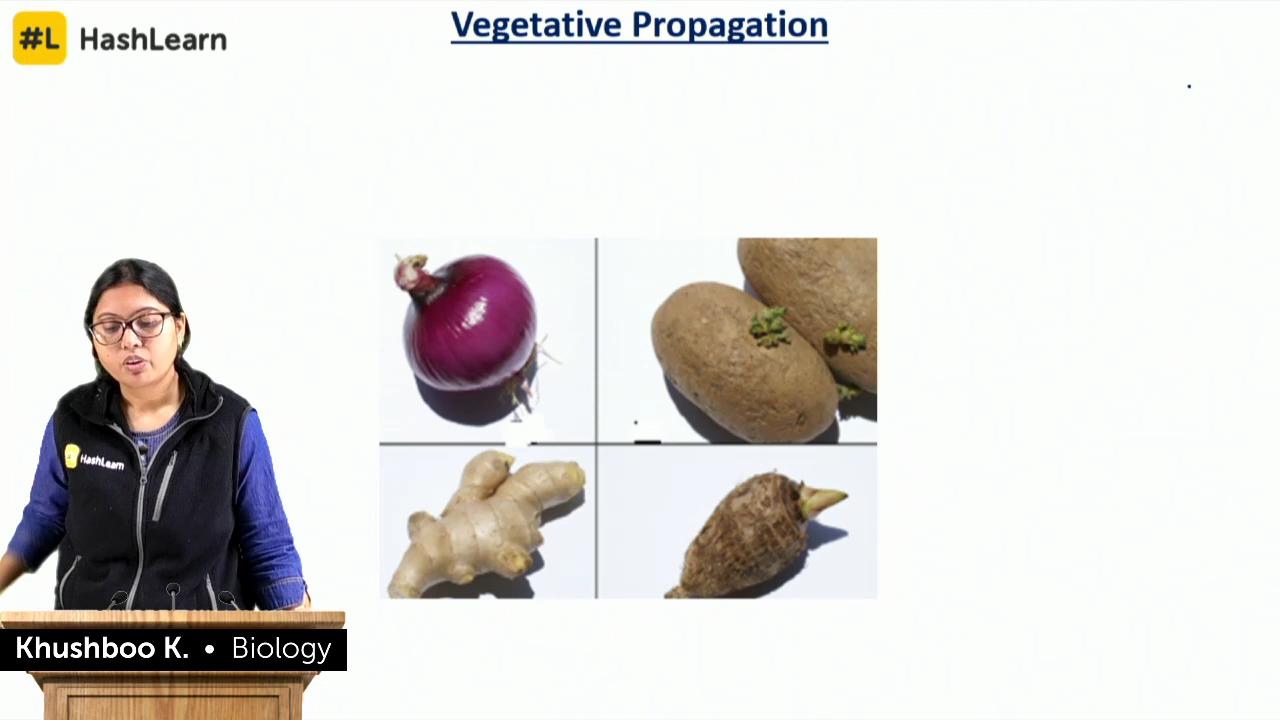 #L HashLearn
Vegetative Propagation
HashLearn
Khushboo K. • Biology